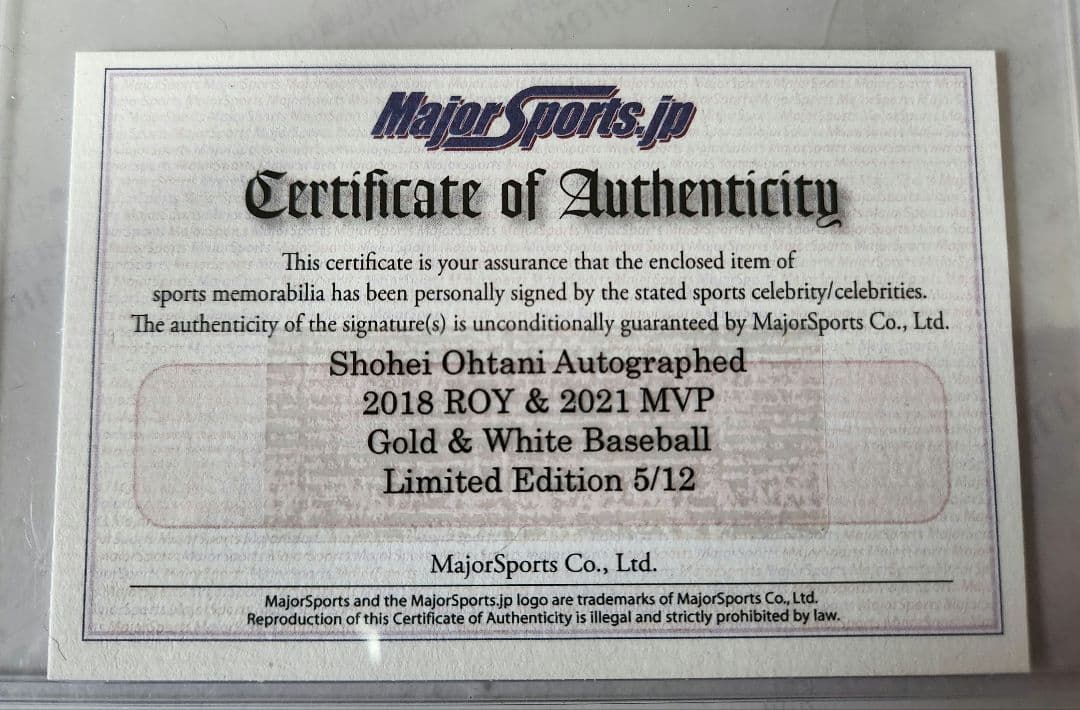 MajorSports.jp
Certificate of Authenticity
This certificate is your assurance that the enclosed item of
sports memorabilia has been personally signed by the stated sports celebrity/celebrities.
The authenticity of the signature(s) is unconditionally guaranteed by MajorSports Co., Ltd.
Shohei Ohtani Autographed
2018 ROY & 2021 MVP
Gold & White Baseball
Limited Edition 5/12
MajorSports Co., Ltd.
MajorSports and the MajorSports.jp logo are trademarks of MajorSports Co., Ltd.
Reproduction of this Certificate of Authenticity is illegal and strictly prohibited by law.